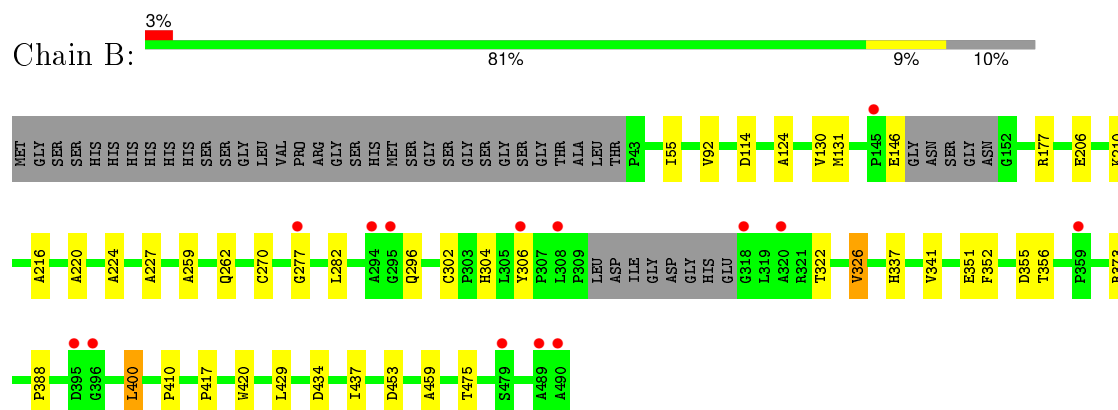 Chain B:
3%
81% 9% 10%
MET GLY SER SER HIS HIS HIS HIS HIS HIS SER SER GLY LEU VAL PRO ARG GLY SER HIS MET SER GLY SER GLY SER GLY SER GLY THR ALA LEU THR P43 I55 V92 D114 A124 V130 M131 P145 E146 GLY ASN SER GLY ASN G152 R177 E206 K210
A216 A220 A224 A227 A259 Q262 C270 G277 L282 A294 G295 Q296 C302 P303 H304 L305 Y306 P307 L308 P309 LEU ASP ILE GLY ASP GLY HIS GLU G318 L319 A320 R321 T322 V326 H337 V341 E351 F352 D355 T356 P359 R373
P388 D395 G396 L400 P410 P417 W420 L429 D434 I437 D453 A459 T475 S479 A489 A490